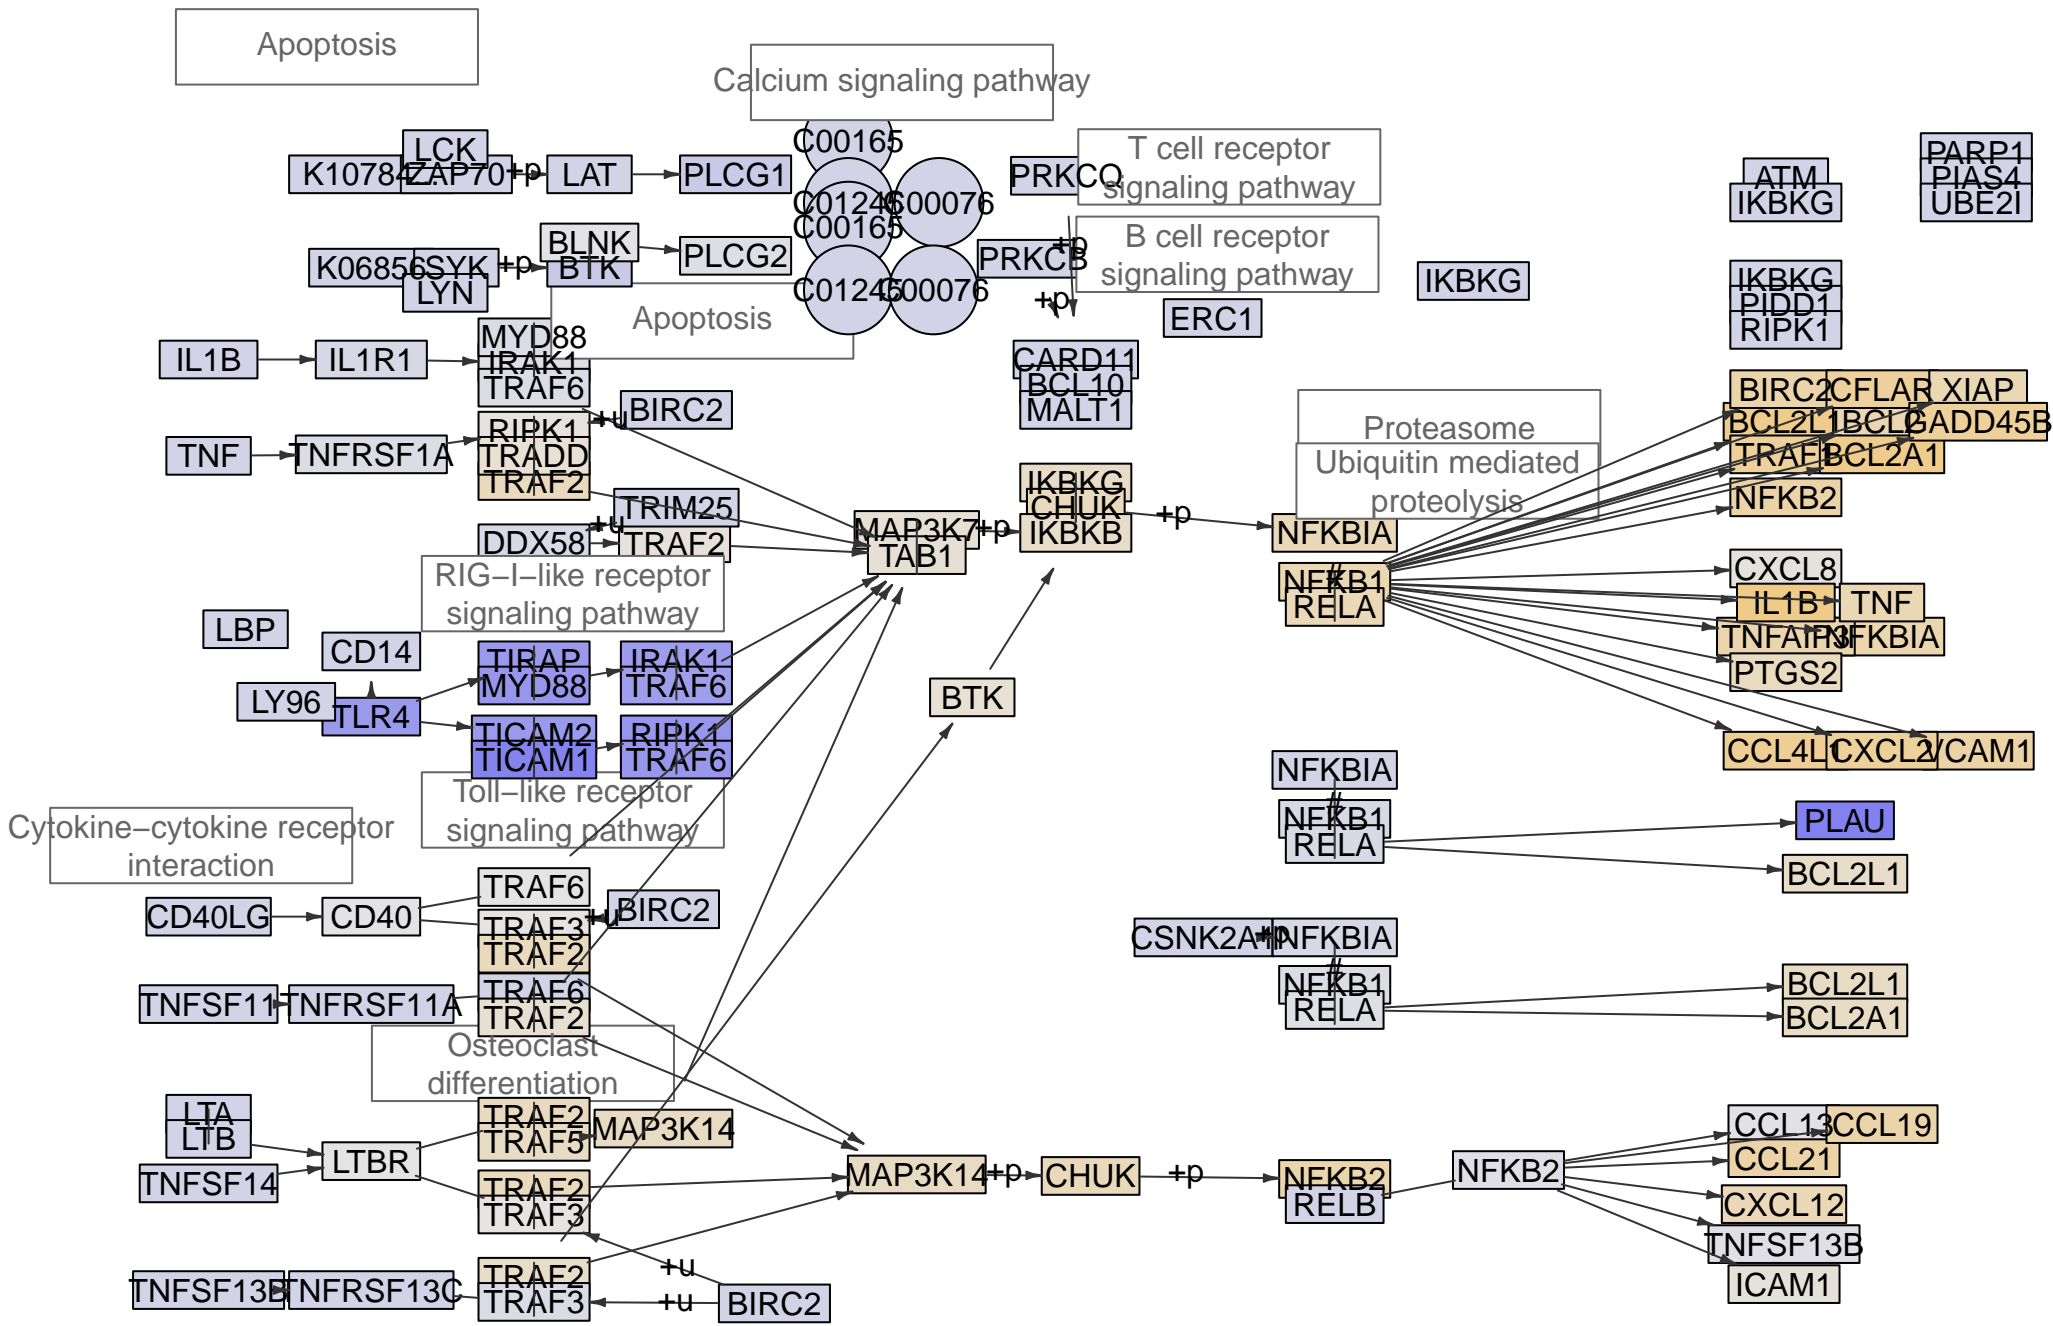 Apoptosis
Calcium signaling pathway
T cell receptor
signaling pathway
B cell receptor
signaling pathway
LCK
K10784
ZAP70
+p
LAT
PLCG1
C00165
C01245
C00076
C00165
C01245
C00076
PRKCQ
PRKCB
+p
+p
K06856
SYK
LYN
+p
BLNK
BTK
PLCG2
Apoptosis
ERC1
IKBKG
ATM
IKBKG
PARP1
PIAS4
UBE2I
IKBKG
PIDD1
RIPK1
IL1B
IL1R1
MYD88
IRAK1
TRAF6
CARD11
BCL10
MALT1
TNF
TNFRSF1A
RIPK1
TRADD
TRAF2
+u
BIRC2
TRIM25
+u
DDX58
TRAF2
RIG−I−like receptor
signaling pathway
MAP3K7
TAB1
+p
IKBKG
CHUK
IKBKB
+p
NFKBIA
NFKB1
RELA
Proteasome
Ubiquitin mediated
proteolysis
BIRC2
CFLAR
XIAP
BCL2L1
BCL2
GADD45B
TRAF1
BCL2A1
NFKB2
CXCL8
IL1B
TNF
TNFAIP3
NFKBIA
PTGS2
CCL4L1
CXCL2
VCAM1
LBP
CD14
LY96
TLR4
TIRAP
MYD88
IRAK1
TRAF6
TICAM2
TICAM1
RIPK1
TRAF6
Toll−like receptor
signaling pathway
BTK
NFKBIA
//
NFKB1
RELA
PLAU
BCL2L1
Cytokine−cytokine receptor
interaction
CD40LG
CD40
TRAF6
TRAF3
TRAF2
+u
BIRC2
CSNK2A1
+p
NFKBIA
//
NFKB1
RELA
BCL2L1
BCL2A1
TNFSF11
TNFRSF11A
TRAF6
TRAF2
Osteoclast
differentiation
LTA
LTB
TNFSF14
LTBR
TRAF2
TRAF5
MAP3K14
TRAF2
TRAF3
MAP3K14
+p
CHUK
+p
NFKB2
RELB
NFKB2
CCL13
CCL19
CCL21
CXCL12
TNFSF13B
ICAM1
TNFSF13B
TNFRSF13C
TRAF2
TRAF3
+u
+u
BIRC2